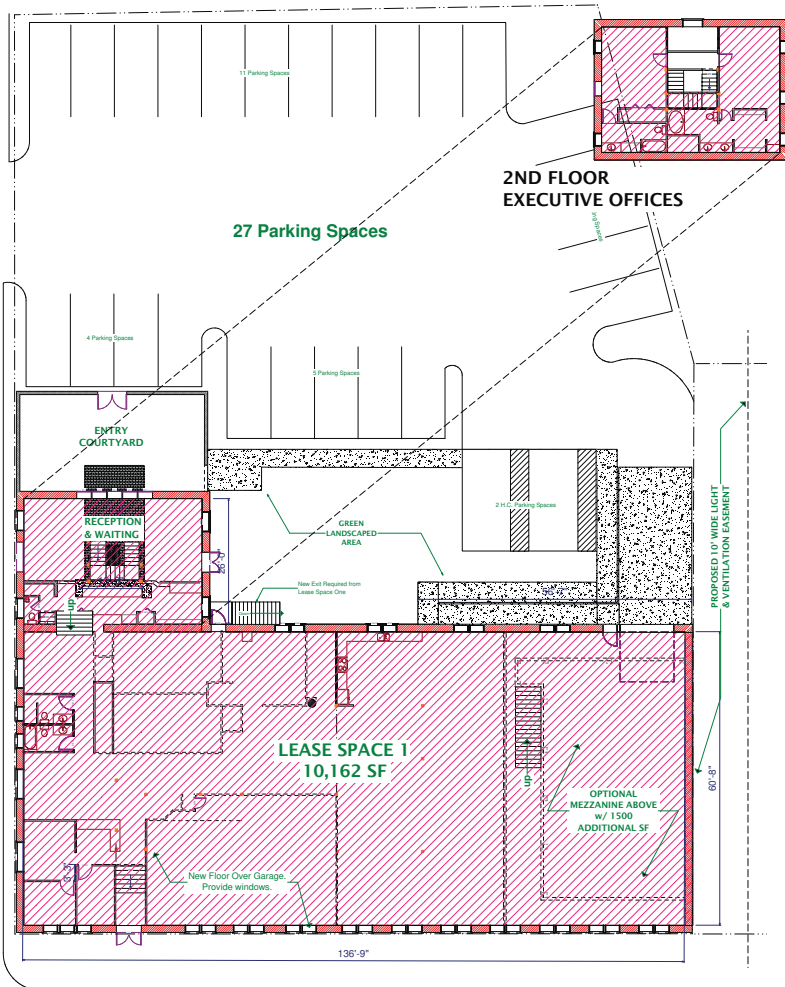 11 Parking Spaces
2ND FLOOR
EXECUTIVE OFFICES
27 Parking Spaces
4 Parking Spaces
5 Parking Spaces
ENTRY
COURTYARD
RECEPTION
& WAITING
GREEN
LANDSCAPED
AREA
2 H.C. Parking Spaces
PROPOSED 10' WIDE LIGHT
& VENTILATION EASEMENT
26'-0"
New Exit Required from
Lease Space One
up
LEASE SPACE 1
10,162 SF
up
OPTIONAL
MEZZANINE ABOVE
w/ 1500
ADDITIONAL SF
60'-8"
New Floor Over Garage.
Provide windows.
136'-9"